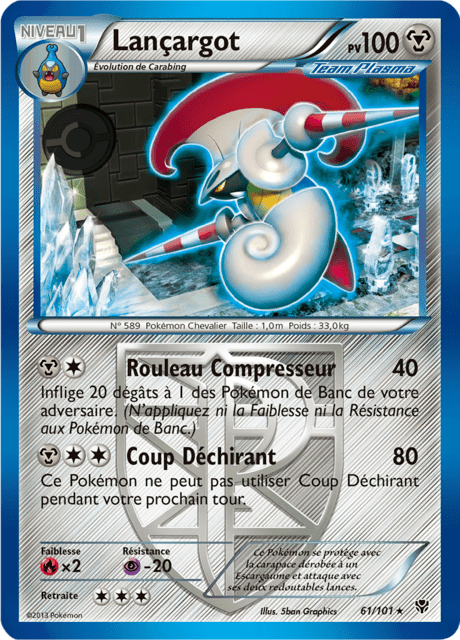 NIVEAU 1
Lançargot
PV 100
Évolution de Carabing
Team Plasma
N° 589 Pokémon Chevalier Taille : 1,0m Poids : 33,0kg
Rouleau Compresseur 40
Inflige 20 dégâts à 1 des Pokémon de Banc de votre
adversaire. (N'appliquez ni la Faiblesse ni la Résistance
aux Pokémon de Banc.)
Coup Déchirant 80
Ce Pokémon ne peut pas utiliser Coup Déchirant
pendant votre prochain tour.
Faiblesse Résistance
×2 -20
Retraite
Ce Pokémon se protège avec
la carapace dérobée à un
Escargaume et attaque avec
ses deux redoutables lances.
©2013 Pokémon
Illus. 5ban Graphics
61/101 ★